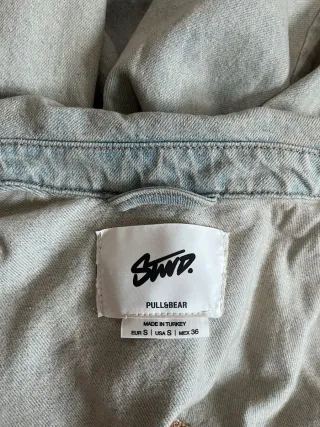 STWD.
PULL&BEAR
MADE IN TURKEY
EUR S | USA S | MEX 36